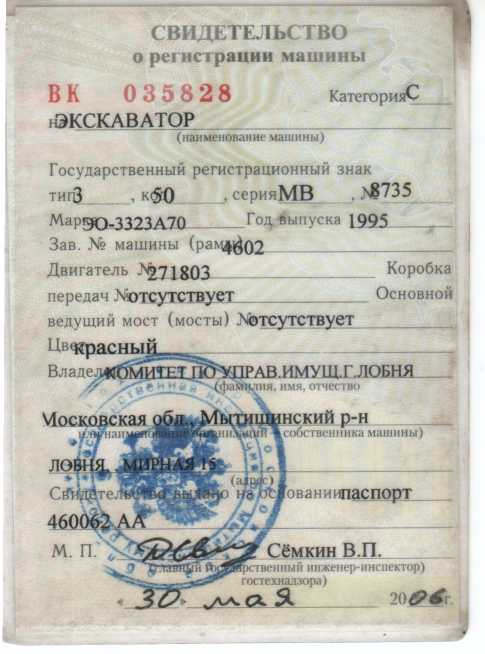 СВИДЕТЕЛЬСТВО
о регистрации машины
ВК 035828 Категория С
на ЭКСКАВАТОР
(наименование машины)
Государственный регистрационный знак
тип 3, код 50, серия МВ, № 8735
Марка ЭО-3323А70 Год выпуска 1995
Зав. № машины (рамы) 4602
Двигатель № 271803 Коробка
передач № отсутствует Основной
ведущий мост (мосты) № отсутствует
Цвет красный
Владелец КОМИТЕТ ПО УПРАВ.ИМУЩ.Г.ЛОБНЯ
(фамилия, имя, отчество
Московская обл., Мытищинский р-н
или наименование организаций - собственника машины)
ЛОБНЯ, , МИРНАЯ 15
(адрес)
Свидетельство выдано на основании паспорт
460062 АА
М. П. Сёмкин В.П.
(главный государственный инженер-инспектор)
гостехнадзора)
30 мая 2006 г.